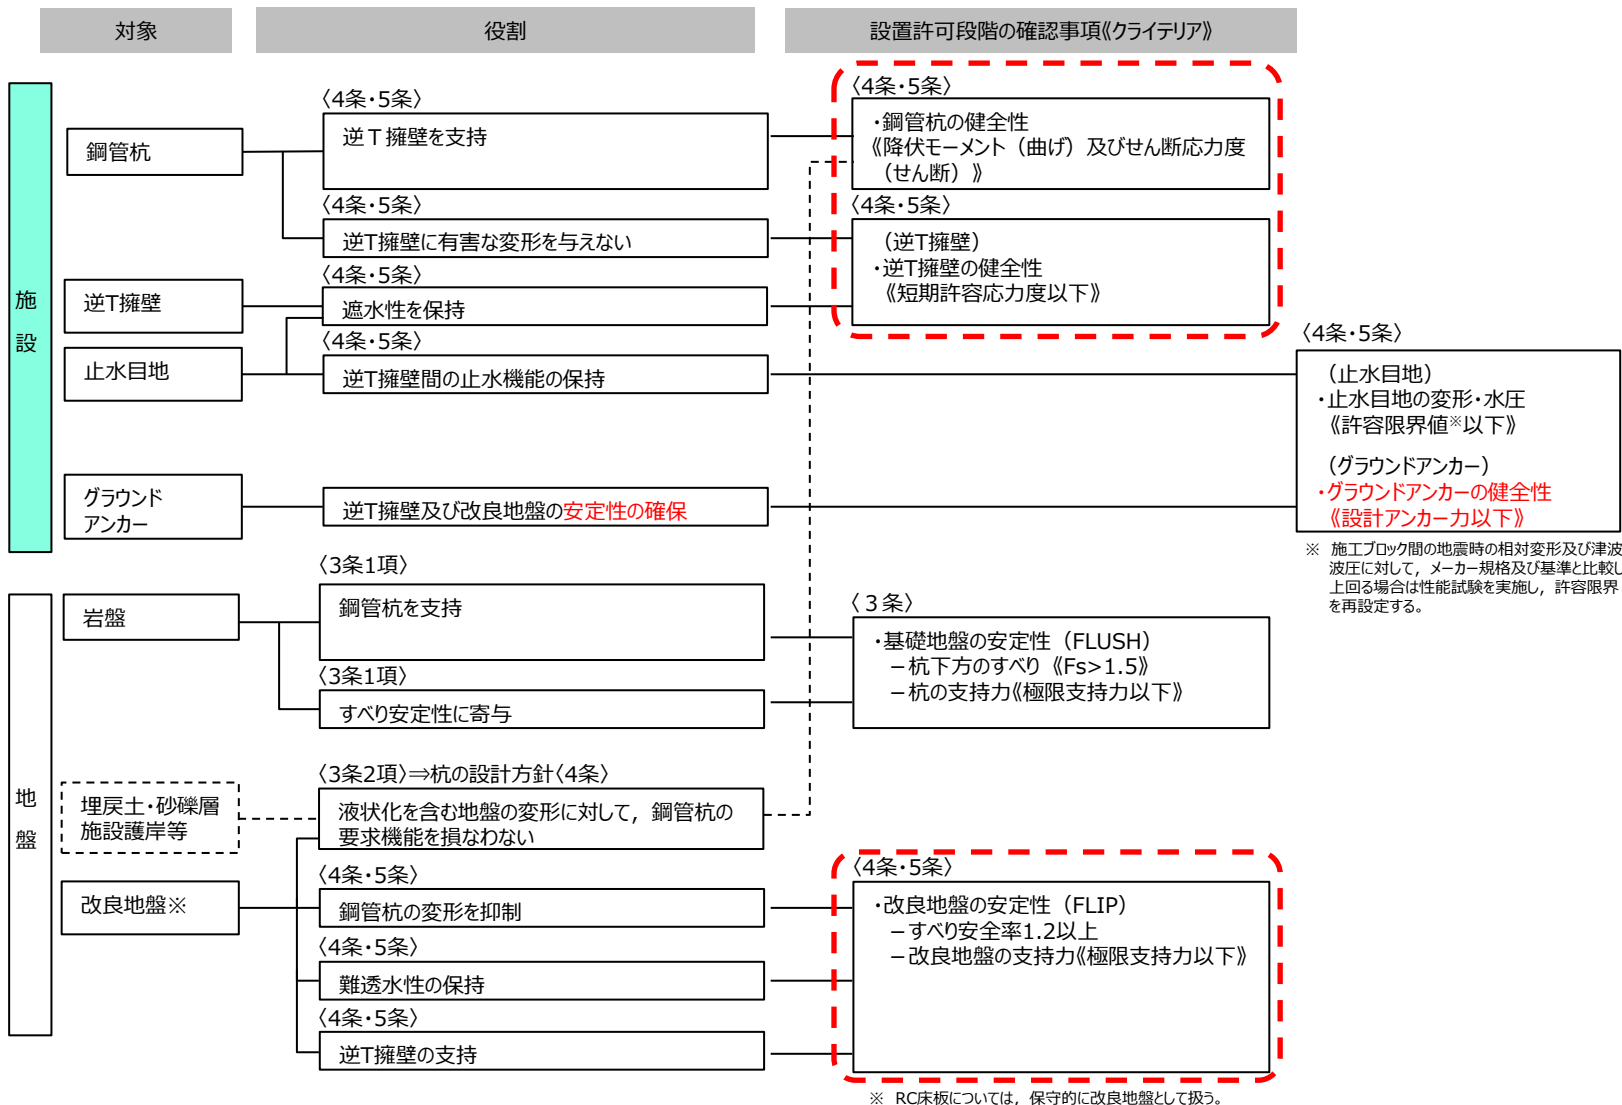 対象
役割
設置許可段階の確認事項《クライテリア》
施
設
鋼管杭
〈4条・5条〉
逆Ｔ擁壁を支持
〈4条・5条〉
・鋼管杭の健全性
《降伏モーメント（曲げ）及びせん断応力度
（せん断）》
〈4条・5条〉
逆T擁壁に有害な変形を与えない
〈4条・5条〉
（逆T擁壁）
・逆T擁壁の健全性
《短期許容応力度以下》
逆T擁壁
〈4条・5条〉
遮水性を保持
止水目地
〈4条・5条〉
逆T擁壁間の止水機能の保持
〈4条・5条〉
（止水目地）
・止水目地の変形・水圧
《許容限界値※以下》
（グラウンドアンカー）
・グラウンドアンカーの健全性
《設計アンカー力以下》
グラウンド
アンカー
逆T擁壁及び改良地盤の安定性の確保
※ 施工ブロック間の地震時の相対変形及び津波
波圧に対して，メーカー規格及び基準と比較し
上回る場合は性能試験を実施し，許容限界
を再設定する。
地
盤
岩盤
〈3条1項〉
鋼管杭を支持
〈3条1項〉
すべり安定性に寄与
〈３条〉
・基礎地盤の安定性（FLUSH）
－杭下方のすべり《Fs>1.5》
－杭の支持力《極限支持力以下》
埋戻土・砂礫層
施設護岸等
〈3条2項〉⇒杭の設計方針〈4条〉
液状化を含む地盤の変形に対して，鋼管杭の
要求機能を損なわない
改良地盤※
〈4条・5条〉
鋼管杭の変形を抑制
〈4条・5条〉
難透水性の保持
〈4条・5条〉
逆T擁壁の支持
〈4条・5条〉
・改良地盤の安定性（FLIP）
－すべり安全率1.2以上
－改良地盤の支持力《極限支持力以下》
※ RC床板については，保守的に改良地盤として扱う。